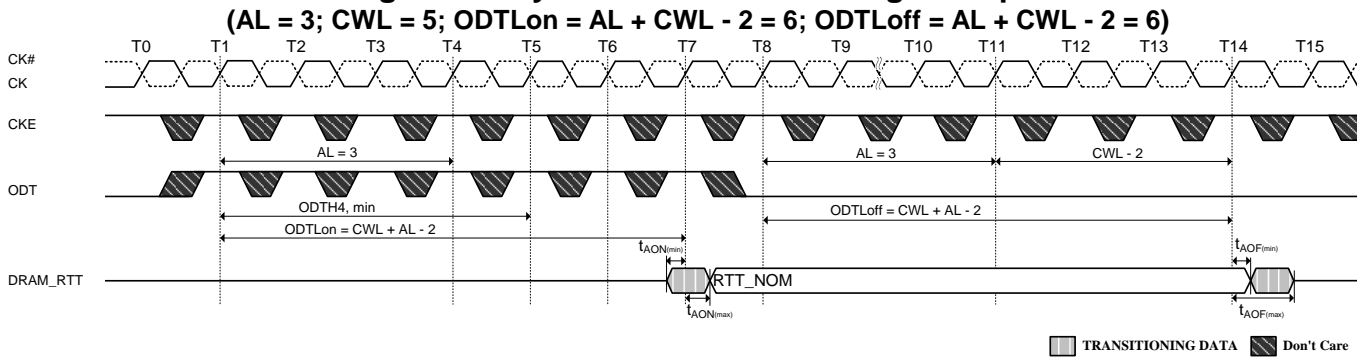 (AL = 3; CWL = 5; ODTLon = AL + CWL - 2 = 6; ODTLoff = AL + CWL - 2 = 6)
T0 T1 T2 T3 T4 T5 T6 T7 T8 T9 T10 T11 T12 T13 T14 T15
CK#
CK
CKE
AL = 3 AL = 3 CWL - 2
ODT
ODTH4, min ODTLoff = CWL + AL - 2
ODTLon = CWL + AL - 2
tAON(min) tAOF(min)
DRAM_RTT RTT_NOM
tAON(max) tAOF(max)
TRANSITIONING DATA Don't Care